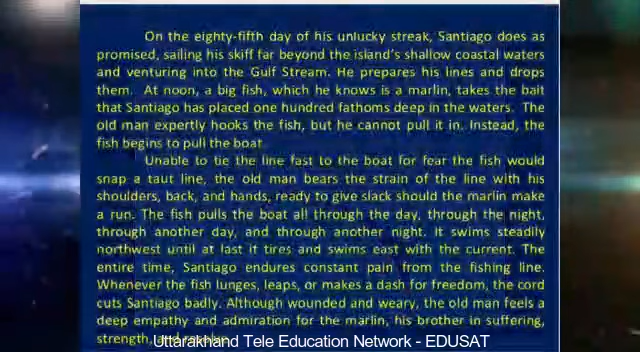 On the eighty-fifth day of his unlucky streak, Santiago does as
promised, sailing his skiff far beyond the island's shallow coastal waters
and venturing into the Gulf Stream. He prepares his lines and drops
them. At noon, a big fish, which he knows is a marlin, takes the bait
that Santiago has placed one hundred fathoms deep in the waters. The
old man expertly hooks the fish, but he cannot pull it in. Instead, the
fish begins to pull the boat.
Unable to tie the line fast to the boat for fear the fish would
snap a taut line, the old man bears the strain of the line with his
shoulders, back, and hands, ready to give slack should the marlin make
a run. The fish pulls the boat all through the day, through the night,
through another day, and through another night. It swims steadily
northwest until at last it tires and swims east with the current. The
entire time, Santiago endures constant pain from the fishing line.
Whenever the fish lunges, leaps, or makes a dash for freedom, the cord
cuts Santiago badly. Although wounded and weary, the old man feels a
deep empathy and admiration for the marlin, his brother in suffering,
strength,
Uttarakhand Tele Education Network - EDUSAT